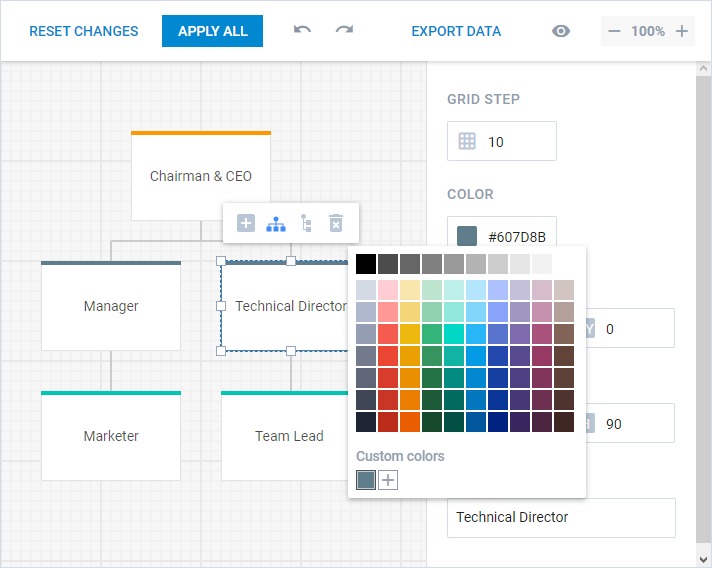 RESET CHANGES
APPLY ALL
EXPORT DATA
100%
GRID STEP
10
COLOR
#607D8B
Chairman & CEO
Manager
Technical Director
Y 0
Marketer
Team Lead
H 90
Custom colors
Technical Director